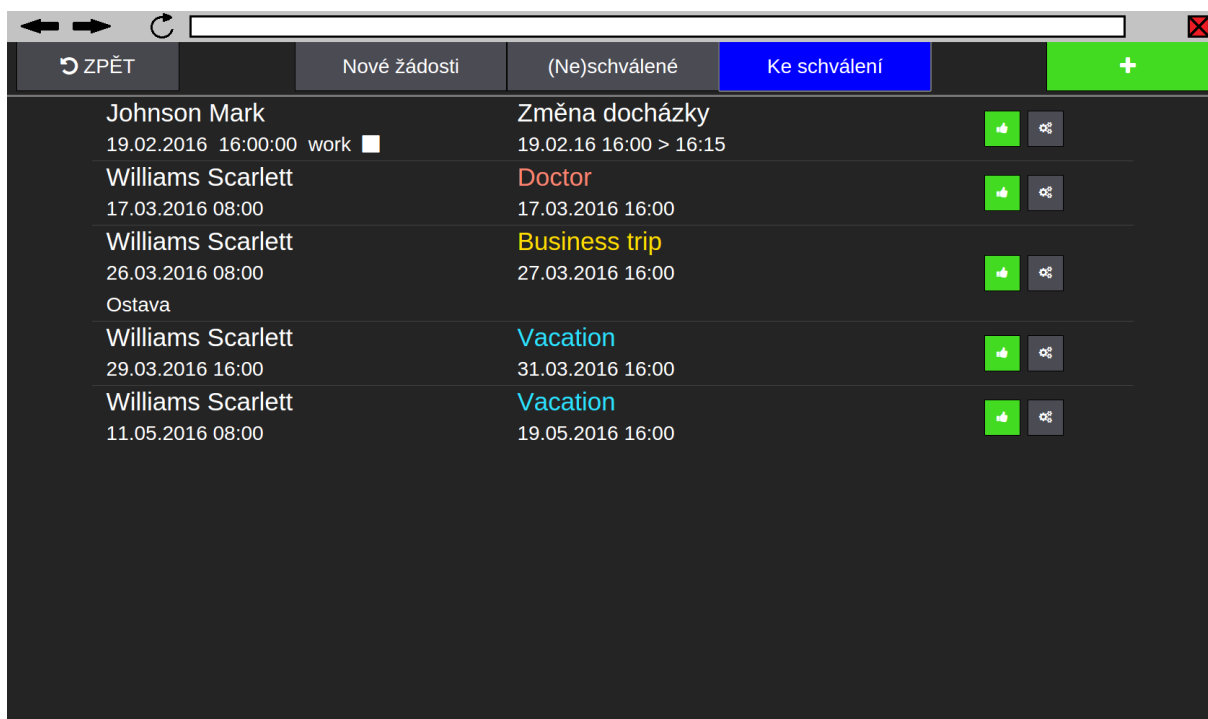 ZPĚT Nové žádosti (Ne)schválené Ke schválení +
Johnson Mark Změna docházky
19.02.2016 16:00:00 work 19.02.16 16:00 > 16:15
Williams Scarlett Doctor
17.03.2016 08:00 17.03.2016 16:00
Williams Scarlett Business trip
26.03.2016 08:00 27.03.2016 16:00
Ostava
Williams Scarlett Vacation
29.03.2016 16:00 31.03.2016 16:00
Williams Scarlett Vacation
11.05.2016 08:00 19.05.2016 16:00